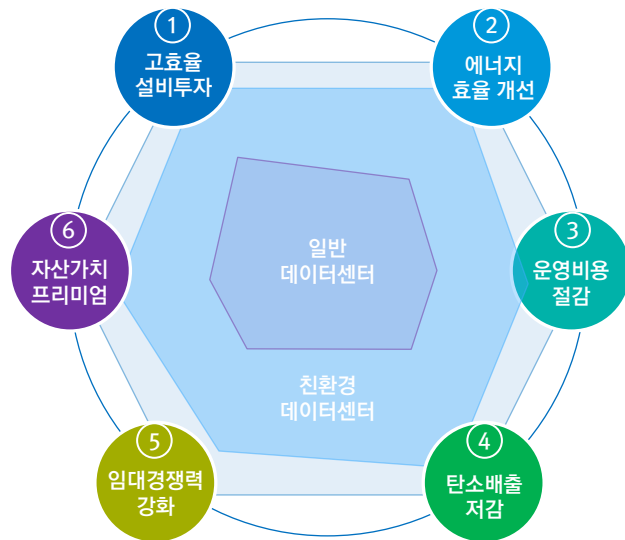 1
고효율
설비투자
2
에너지
효율 개선
3
운영비용
절감
4
탄소배출
저감
5
임대경쟁력
강화
6
자산가치
프리미엄
일반
데이터센터
친환경
데이터센터